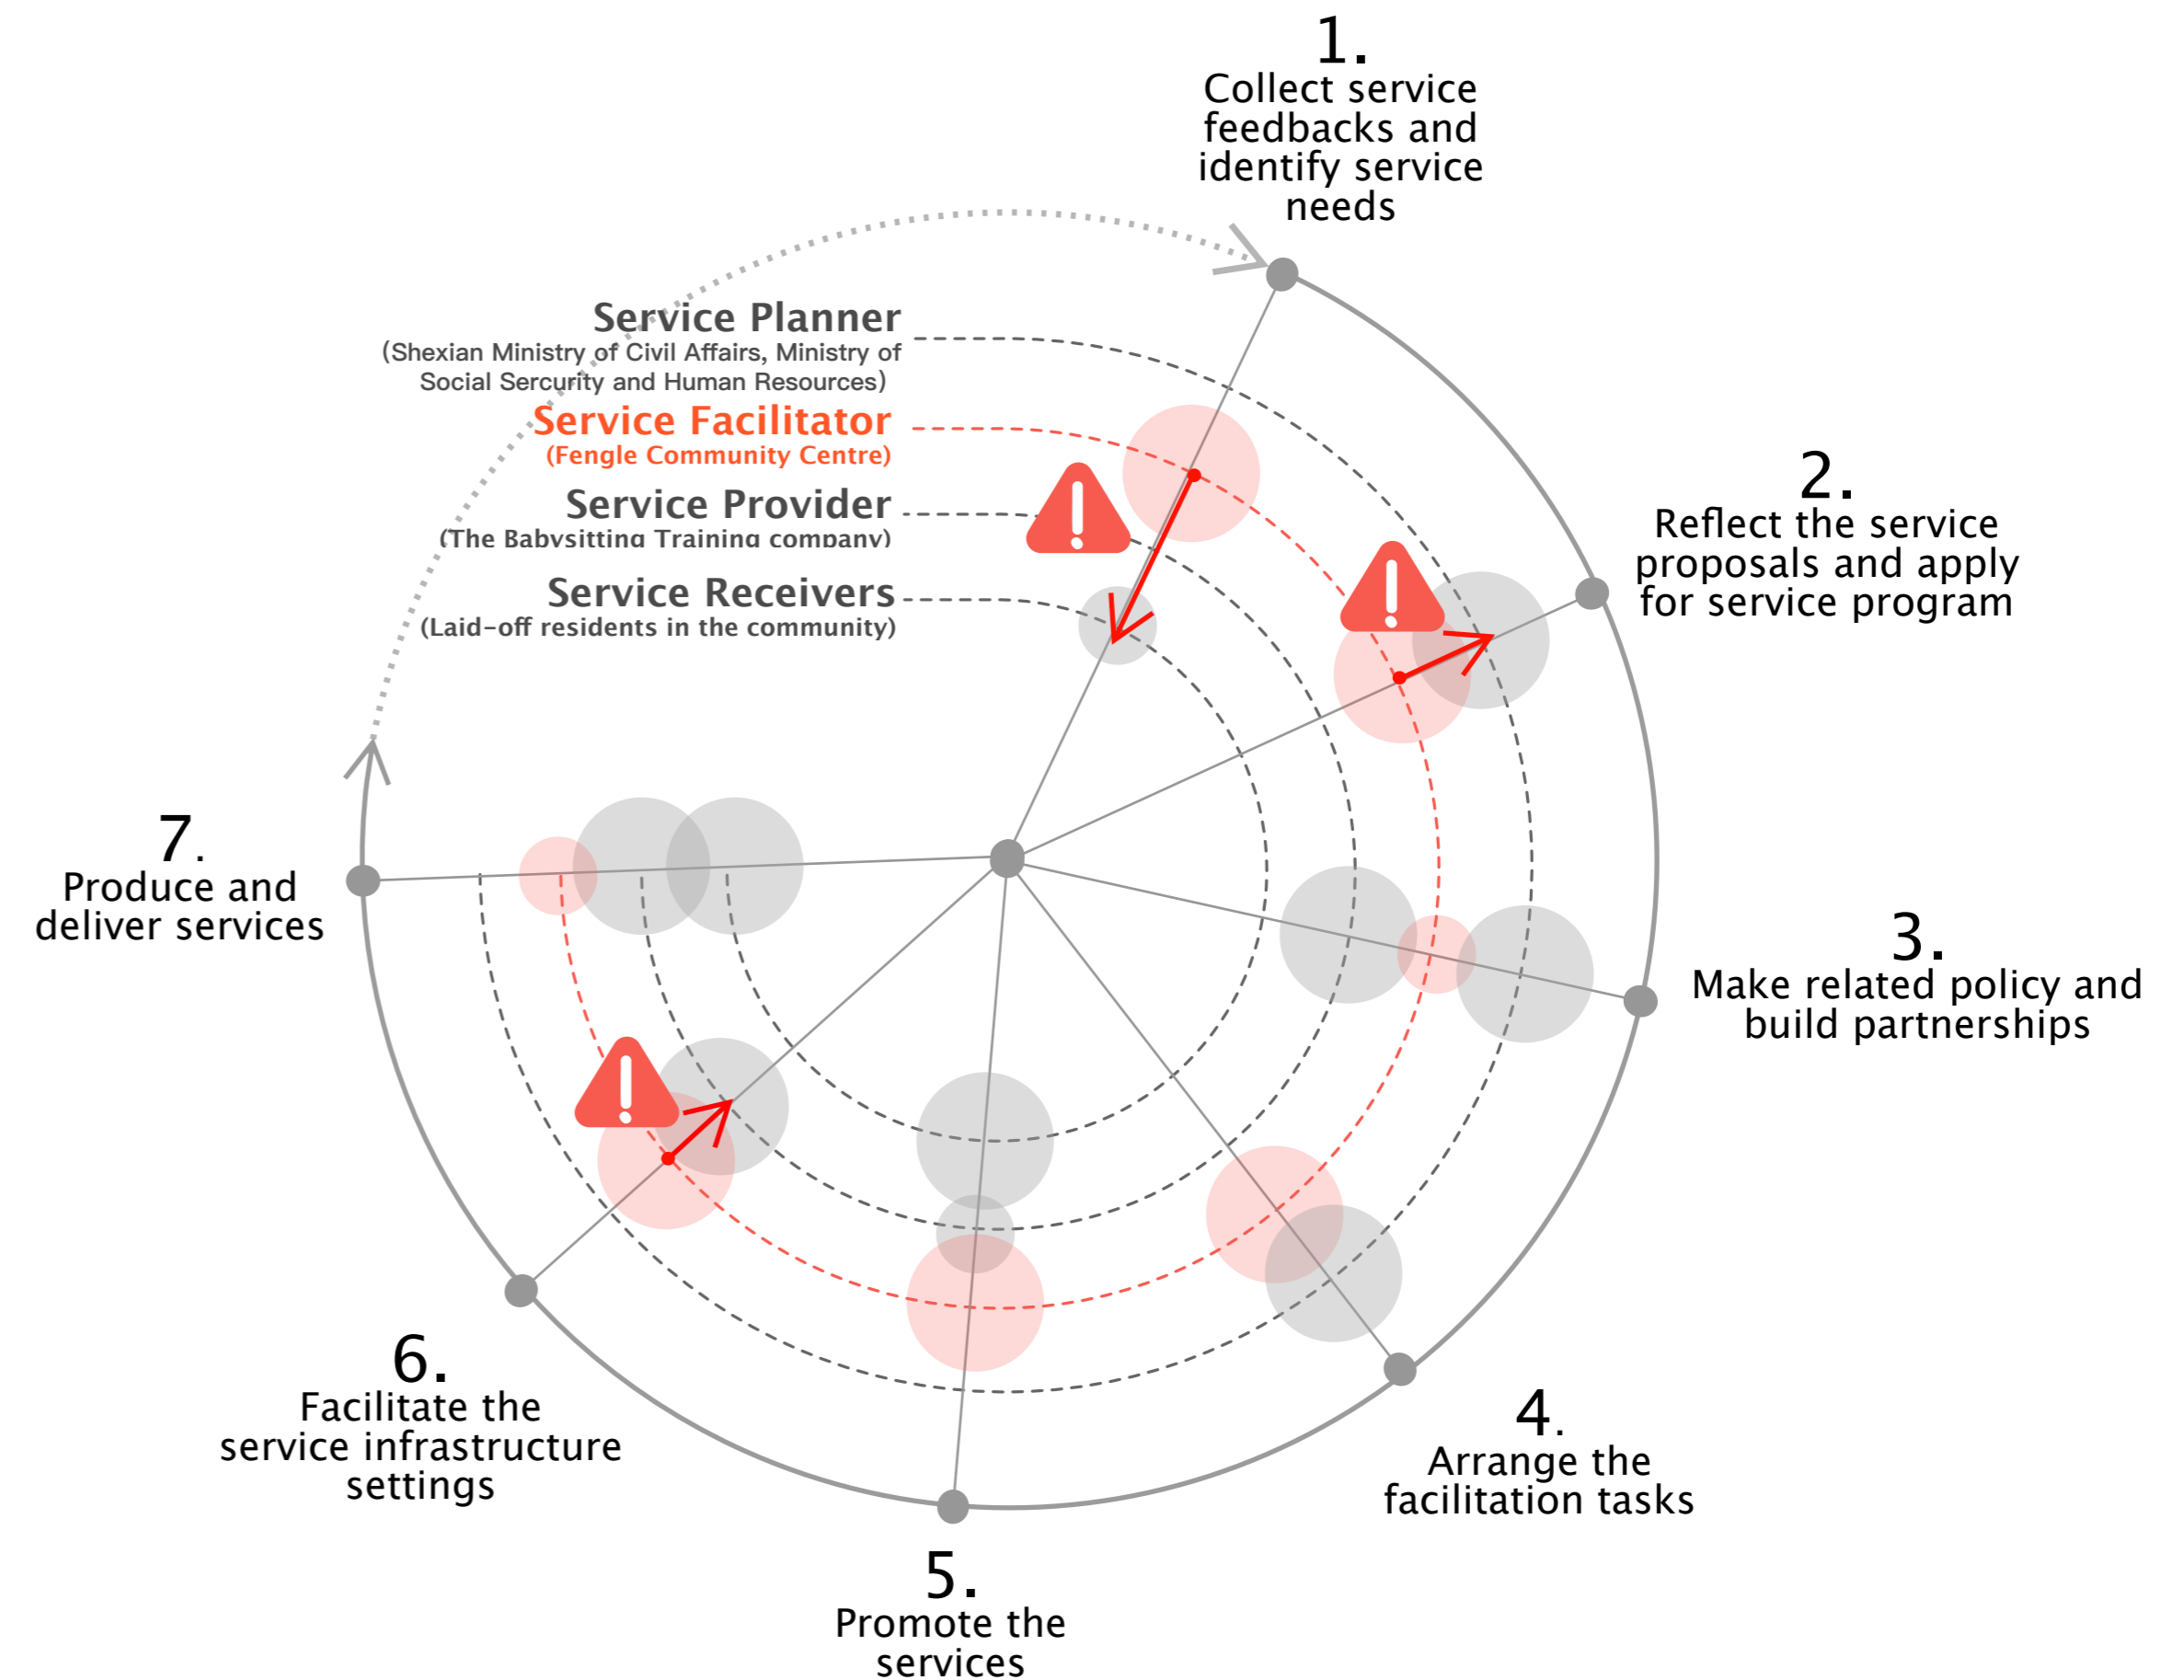 1.
Collect service
feedbacks and
identify service
needs
Service Planner
(Shexian Ministry of Civil Affairs, Ministry of
Social Sercurity and Human Resources)
Service Facilitator
(Fengle Community Centre)
Service Provider
(The Babysitting Training company)
Service Receivers
(Laid-off residents in the community)
2.
Reflect the service
proposals and apply
for service program
3.
Make related policy and
build partnerships
4.
Arrange the
facilitation tasks
5.
Promote the
services
6.
Facilitate the
service infrastructure
settings
7.
Produce and
deliver services